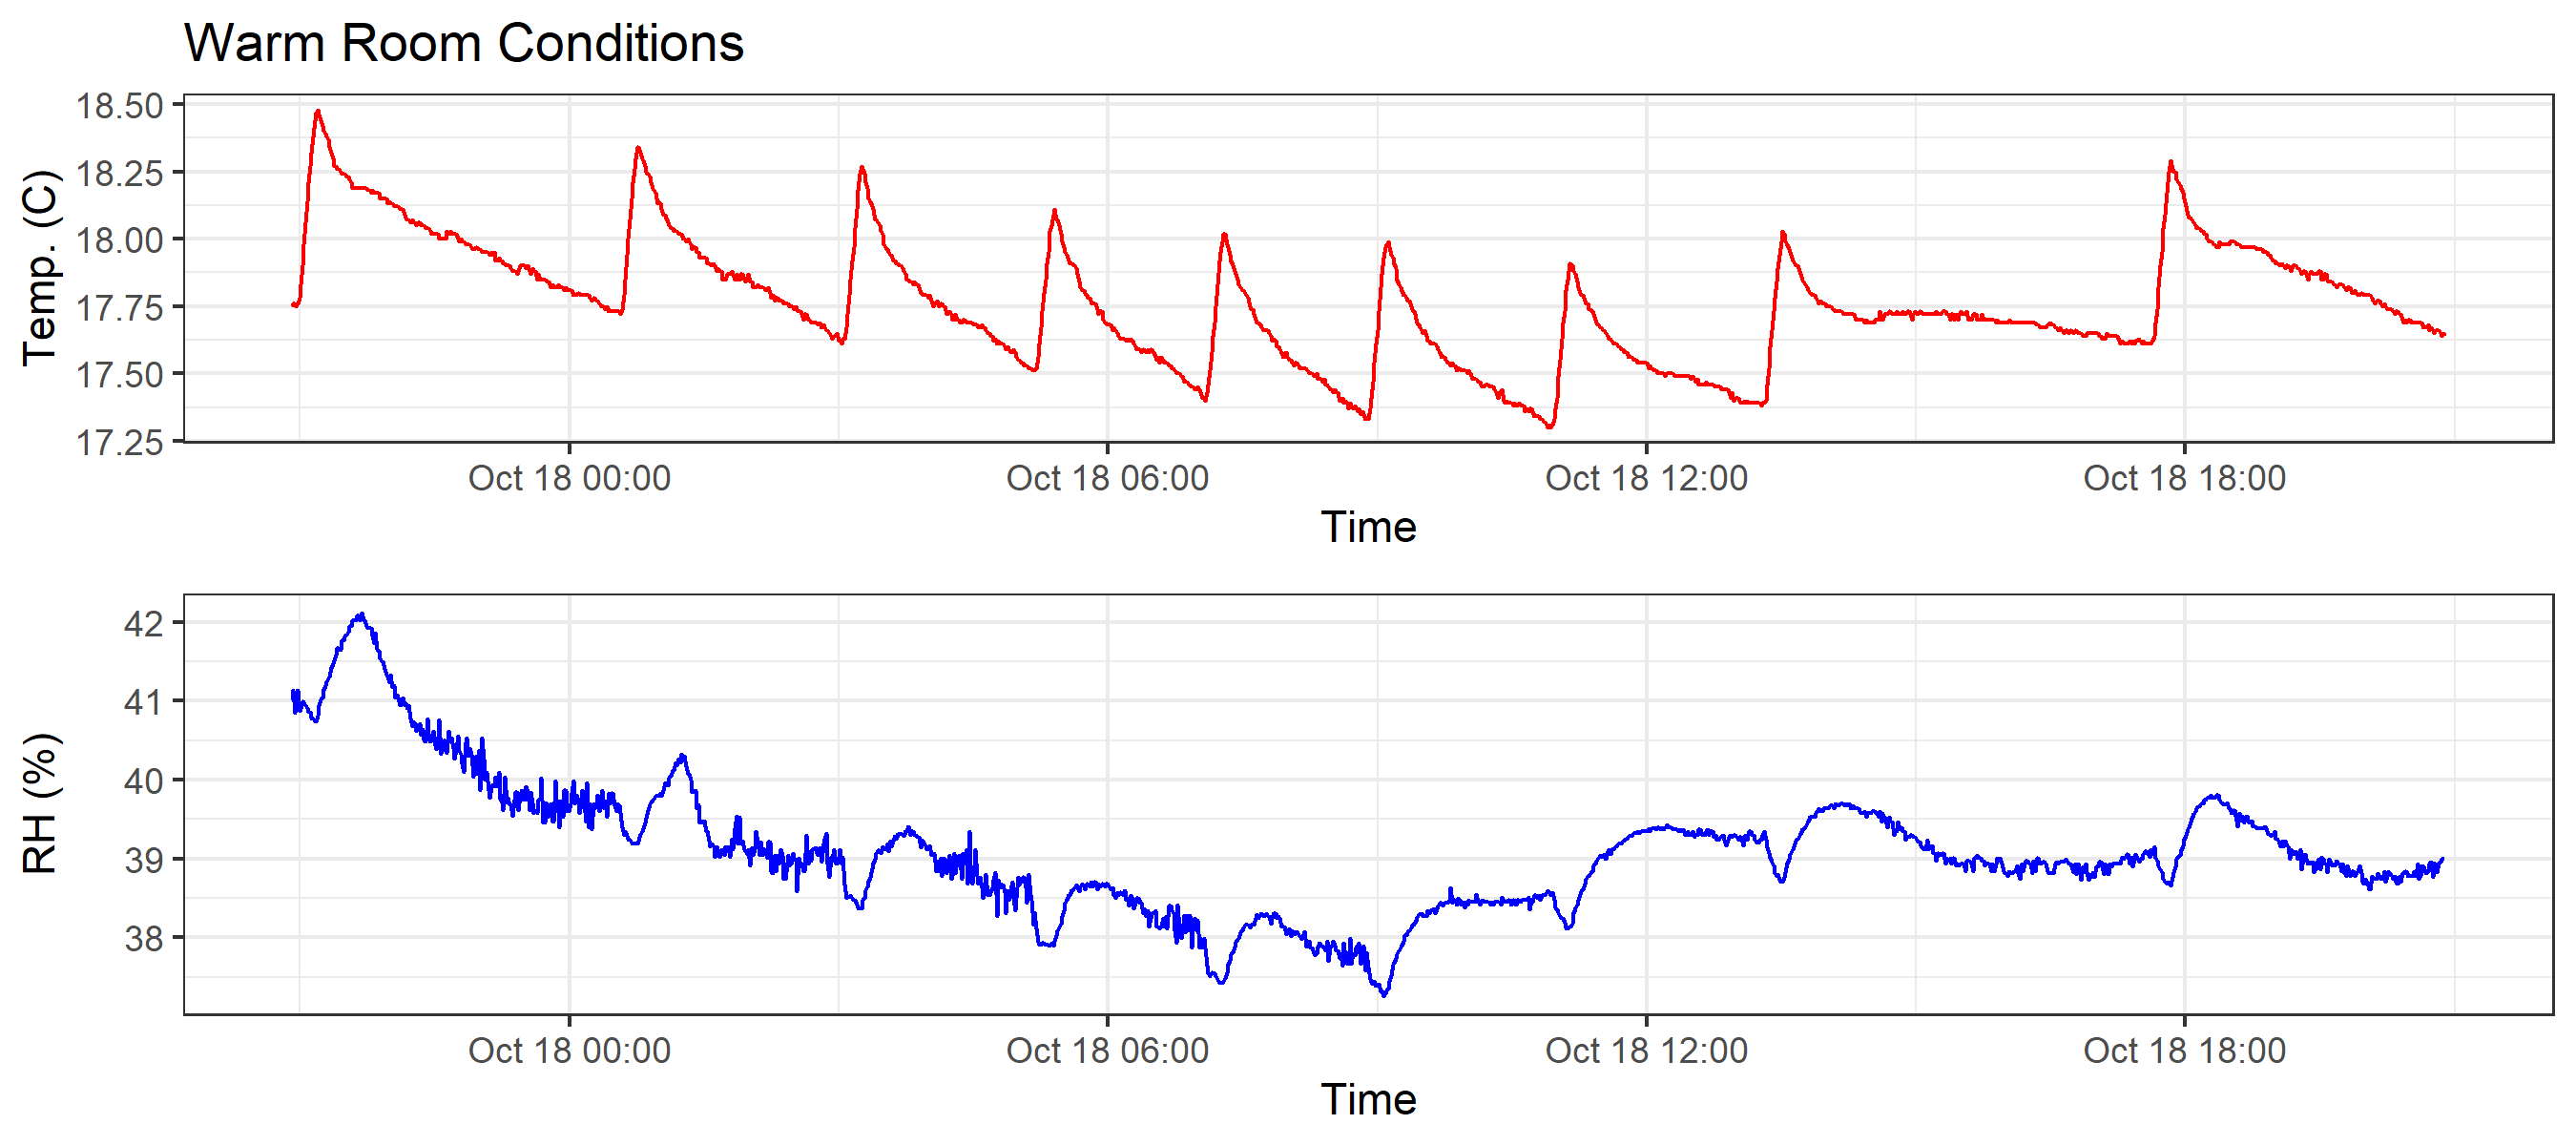 Warm Room Conditions
18.50
18.25
18.00
17.75
17.50
17.25
Temp. (C)
Oct 18 00:00 Oct 18 06:00 Oct 18 12:00 Oct 18 18:00
Time
42
41
40
39
38
RH (%)
Oct 18 00:00 Oct 18 06:00 Oct 18 12:00 Oct 18 18:00
Time